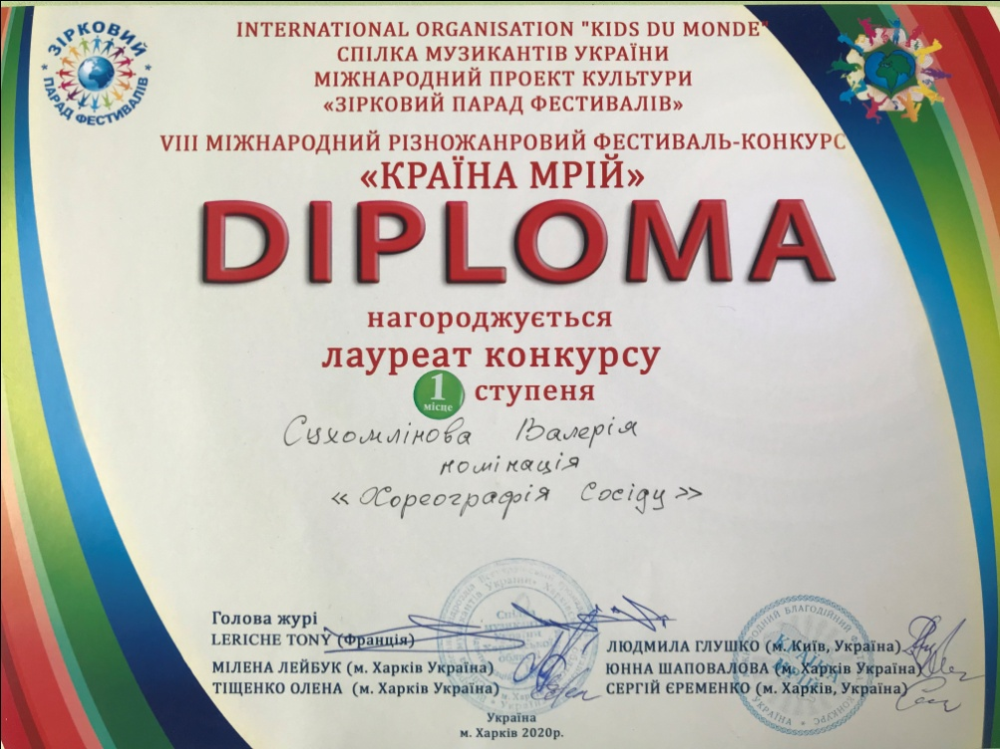 INTERNATIONAL ORGANISATION "KIDS DU MONDE"
СПІЛКА МУЗИКАНТІВ УКРАЇНИ
МІЖНАРОДНИЙ ПРОЕКТ КУЛЬТУРИ
«ЗІРКОВИЙ ПАРАД ФЕСТИВАЛІВ»
ЗІРКОВИЙ
ПАРАД ФЕСТИВАЛІВ
VIII МІЖНАРОДНИЙ РІЗНОЖАНРОВИЙ ФЕСТИВАЛЬ-КОНКУРС
«КРАЇНА МРІЙ»
DIPLOMA
нагороджується
лауреат конкурсу
1 місце ступеня
Сухомлінова Валерія
номінація
«Хореографія Сосіду»
Голова журі
LERICHE TONY (Франція)
МІЛЕНА ЛЕЙБУК (м. Харків Україна)
ТІЩЕНКО ОЛЕНА (м. Харків Україна)
ЛЮДМИЛА ГЛУШКО (м. Київ, Україна)
ЮННА ШАПОВАЛОВА (м. Харків Україна)
СЕРГІЙ ЄРЕМЕНКО (м. Харків, Україна)
КРАЇНА МРІЙ
Україна
м. Харків 2020р.